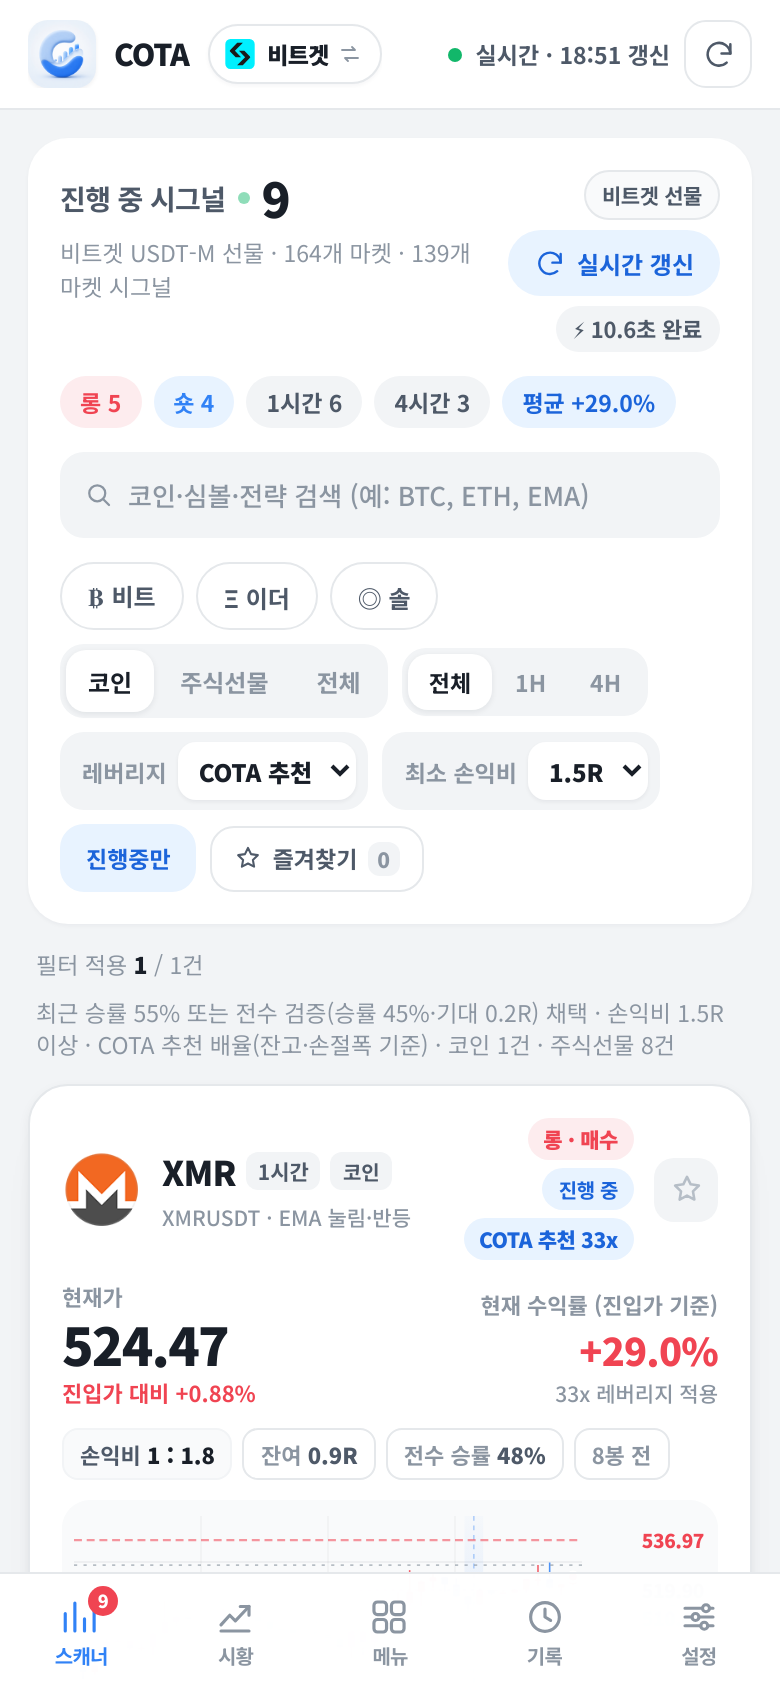 COTA 비트겟 실시간 · 18:51 갱신
진행 중 시그널 9
비트겟 선물
비트겟 USDT-M 선물 · 164개 마켓 · 139개
마켓 시그널
실시간 갱신
⚡ 10.6초 완료
롱 5 숏 4 1시간 6 4시간 3 평균 +29.0%
코인·심볼·전략 검색 (예: BTC, ETH, EMA)
₿ 비트 Ξ 이더 ◎ 솔
코인 주식선물 전체 전체 1H 4H
레버리지 COTA 추천 최소 손익비 1.5R
진행중만 즐겨찾기 0
필터 적용 1 / 1건
최근 승률 55% 또는 전수 검증(승률 45%·기대 0.2R) 채택 · 손익비 1.5R
이상 · COTA 추천 배율(잔고·손절폭 기준) · 코인 1건 · 주식선물 8건
롱 · 매수
XMR 1시간 코인
진행 중
XMRUSDT · EMA 눌림·반등
COTA 추천 33x
현재가
현재 수익률 (진입가 기준)
524.47
+29.0%
진입가 대비 +0.88%
33x 레버리지 적용
손익비 1 : 1.8 잔여 0.9R 전수 승률 48% 8봉 전
536.97
9
스캐너 시황 메뉴 기록 설정